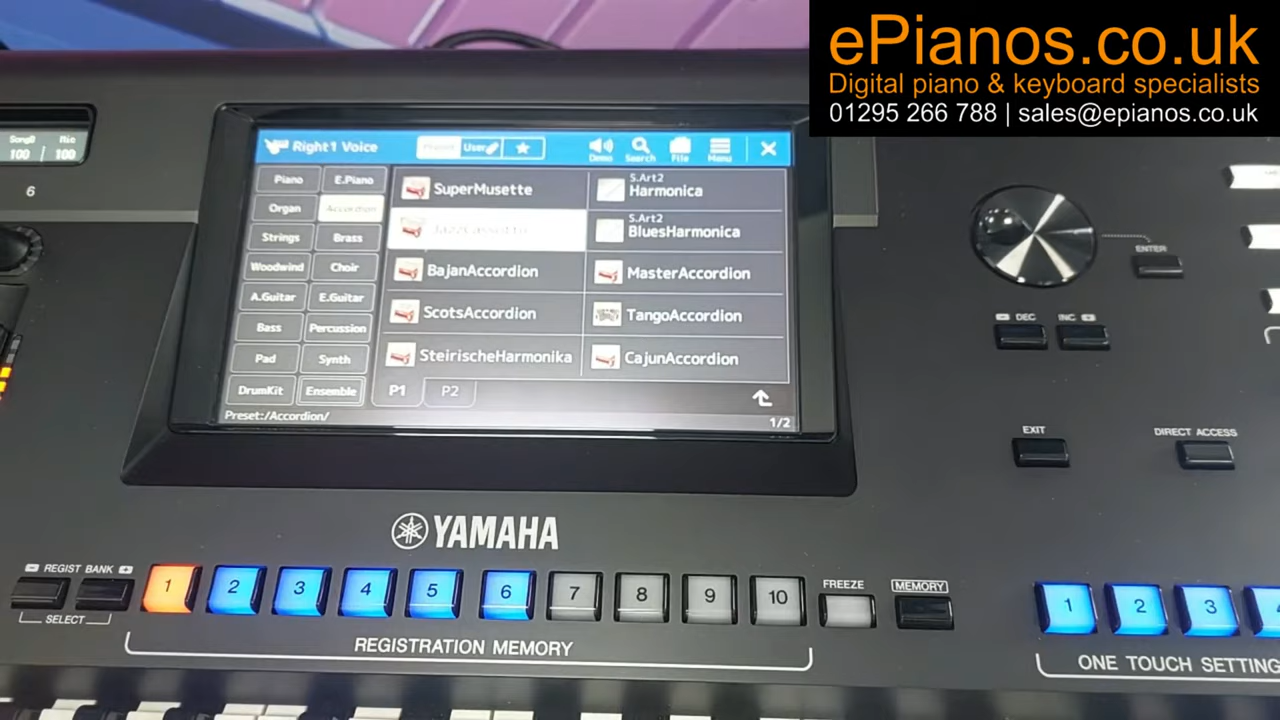 ePianos.co.uk
Digital piano & keyboard specialists
01295 266 788 | sales@epianos.co.uk
100 100
6
Right1 Voice
User
Demo Search File Menu
Piano E.Piano
Organ Accordion
Strings Brass
Woodwind Choir
A.Guitar E.Guitar
Bass Percussion
Pad Synth
DrumKit Ensemble
SuperMusette
S.Art2
Harmonica
S.Art2
BluesHarmonica
BajanAccordion
MasterAccordion
ScotsAccordion
TangoAccordion
SteirischeHarmonika
CajunAccordion
P1 P2
Preset:/Accordion/
1/2
ENTER
DEC INC
EXIT
DIRECT ACCESS
YAMAHA
REGIST BANK
SELECT
1 2 3 4 5 6 7 8 9 10
REGISTRATION MEMORY
FREEZE
MEMORY
1 2 3 4
ONE TOUCH SETTING